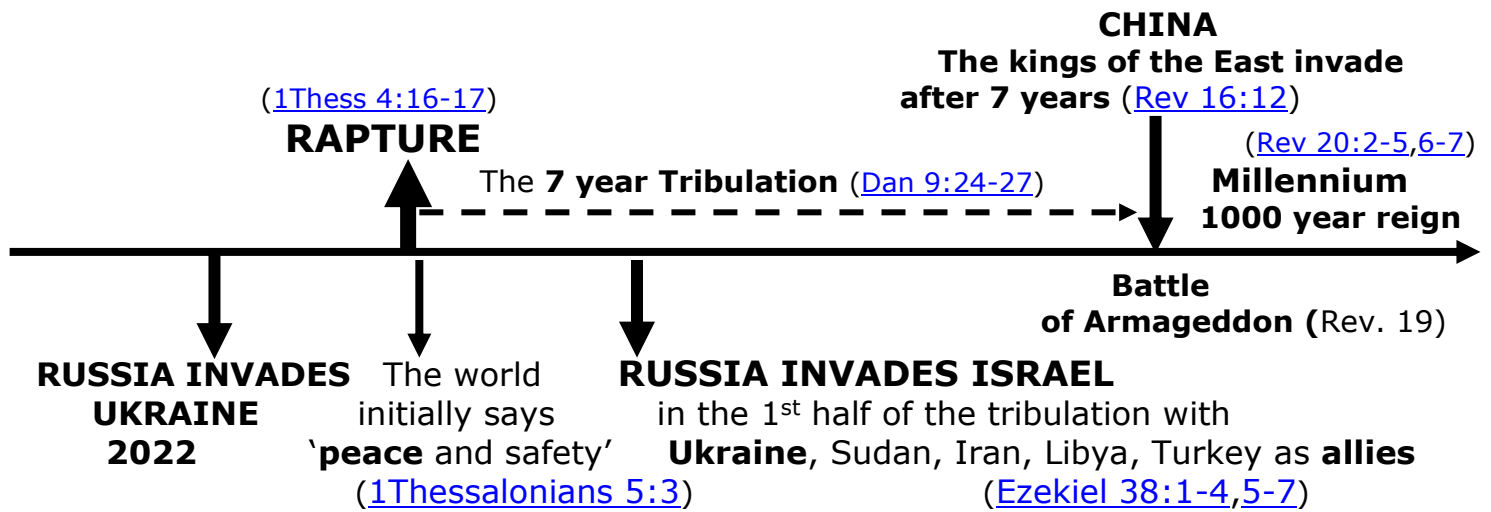 CHINA
The kings of the East invade
after 7 years (Rev 16:12)
(1Thess 4:16-17)
RAPTURE
(Rev 20:2-5,6-7)
The 7 year Tribulation (Dan 9:24-27)
Millennium
1000 year reign
Battle
of Armageddon (Rev. 19)
RUSSIA INVADES
UKRAINE
2022
The world
initially says
‘peace and safety’
(1Thessalonians 5:3)
RUSSIA INVADES ISRAEL
in the 1st half of the tribulation with
Ukraine, Sudan, Iran, Libya, Turkey as allies
(Ezekiel 38:1-4,5-7)